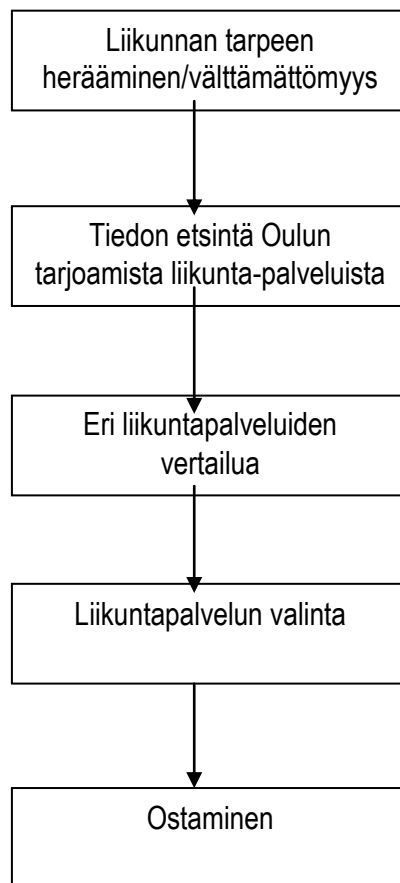 Liikunnan tarpeen
herääminen/välttämättömyys
Tiedon etsintä Oulun
tarjoamista liikunta-palveluista
Eri liikuntapalveluiden
vertailua
Liikuntapalvelun valinta
Ostaminen